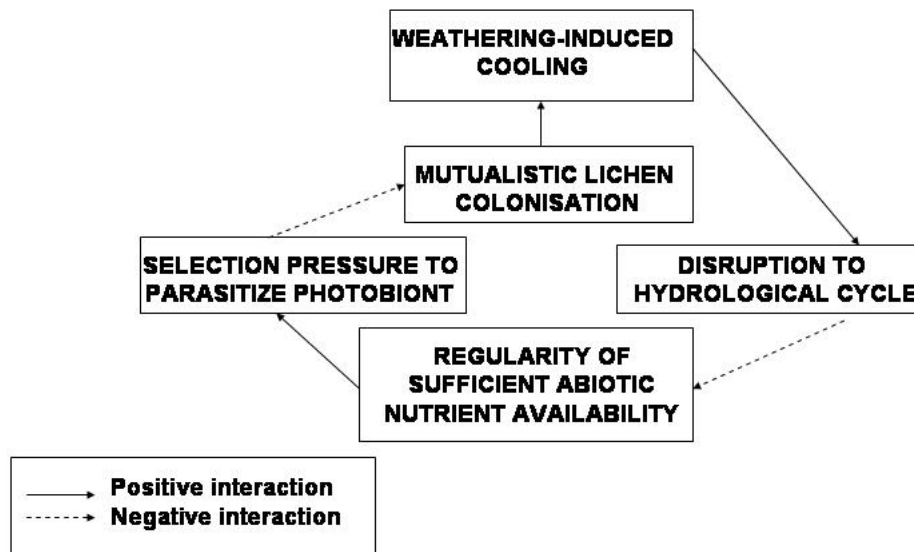 WEATHERING-INDUCED
COOLING
MUTUALISTIC LICHEN
COLONISATION
SELECTION PRESSURE TO
PARASITIZE PHOTOBIONT
DISRUPTION TO
HYDROLOGICAL CYCLE
REGULARITY OF
SUFFICIENT ABIOTIC
NUTRIENT AVAILABILITY
Positive interaction
Negative interaction